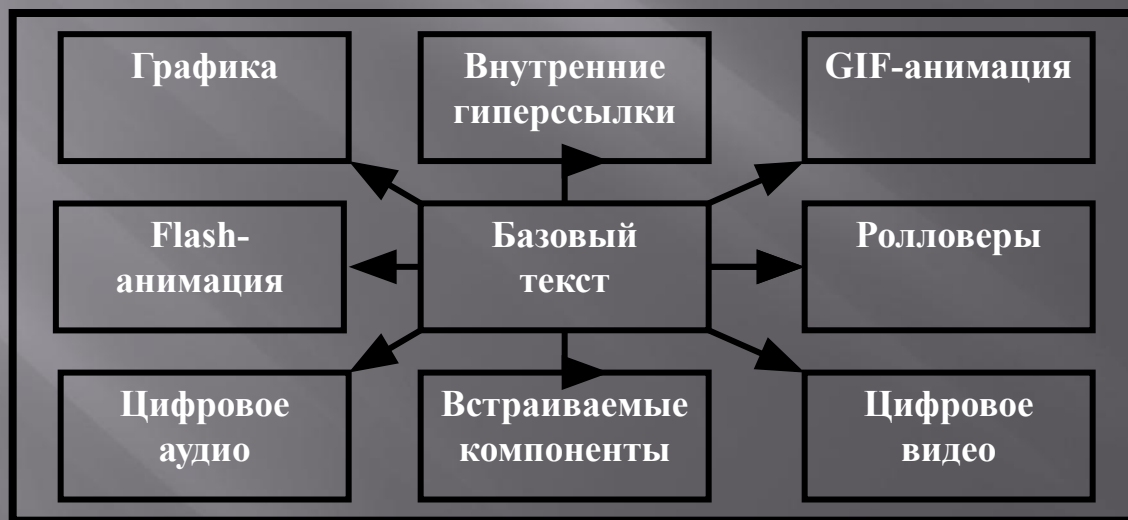 Графика
Внутренние
гиперссылки
GIF-анимация
Flash-
анимация
Базовый
текст
Ролловеры
Цифровое
аудио
Встраиваемые
компоненты
Цифровое
видео